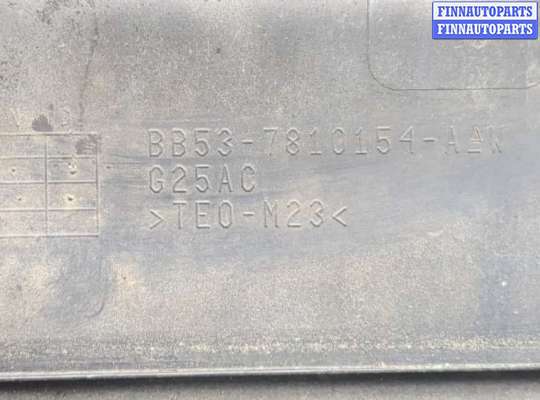 FINNAUTOPARTS
FINNAUTOPARTS
BB53-7810154-AAW
G25AC
>TEO-M23<